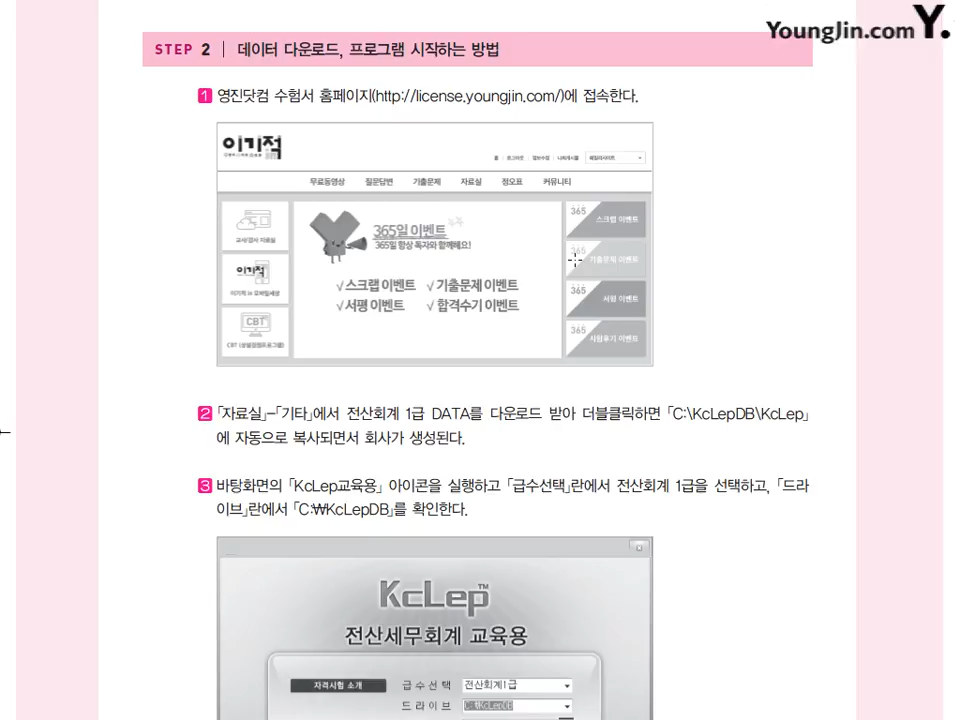 YoungJin.com Y.
STEP 2 | 데이터 다운로드, 프로그램 시작하는 방법
1 영진닷컴 수험서 홈페이지(http://license.youngjin.com/)에 접속한다.
이기적
무료동영상 질문답변 기출문제 자료실 정오표 커뮤니티
365일 이벤트
365일 항상 독자와 함께해요!
√스크랩 이벤트 √기출문제 이벤트
√서평 이벤트 √합격수기 이벤트
이기적
CBT
365 스크랩 이벤트
365 기출문제 이벤트
365 서평 이벤트
365 시험후기 이벤트
2 「자료실」-「기타」에서 전산회계 1급 DATA를 다운로드 받아 더블클릭하면 「C:\KcLepDB\KcLep」
에 자동으로 복사되면서 회사가 생성된다.
3 바탕화면의 「KcLep교육용」 아이콘을 실행하고 「급수선택」란에서 전산회계 1급을 선택하고, 「드라
이브」란에서 「C:₩KcLepDB」를 확인한다.
KcLep™
전산세무회계 교육용
자격시험 소개 급수선택 전산회계1급
드라이브 C:₩KcLepDB